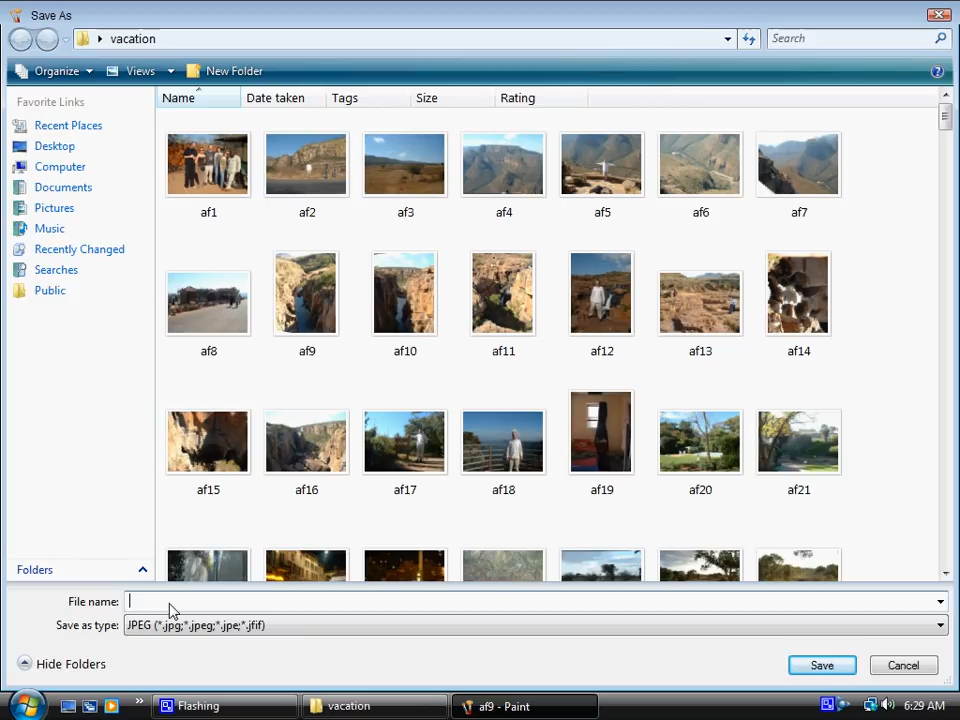 Save As
vacation
Search
Organize Views New Folder
Favorite Links
Recent Places
Desktop
Computer
Documents
Pictures
Music
Recently Changed
Searches
Public
Folders
Name Date taken Tags Size Rating
af1 af2 af3 af4 af5 af6 af7
af8 af9 af10 af11 af12 af13 af14
af15 af16 af17 af18 af19 af20 af21
File name:
Save as type: JPEG (*.jpg;*.jpeg;*.jpe;*.jfif)
Hide Folders Save Cancel
Flashing vacation af9 - Paint 6:29 AM